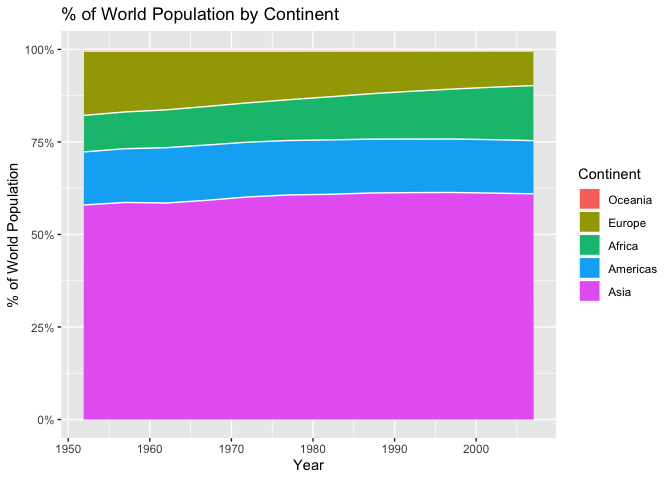 % of World Population by Continent
% of World Population
100%
75%
50%
25%
0%
1950 1960 1970 1980 1990 2000
Year
Continent
Oceania
Europe
Africa
Americas
Asia